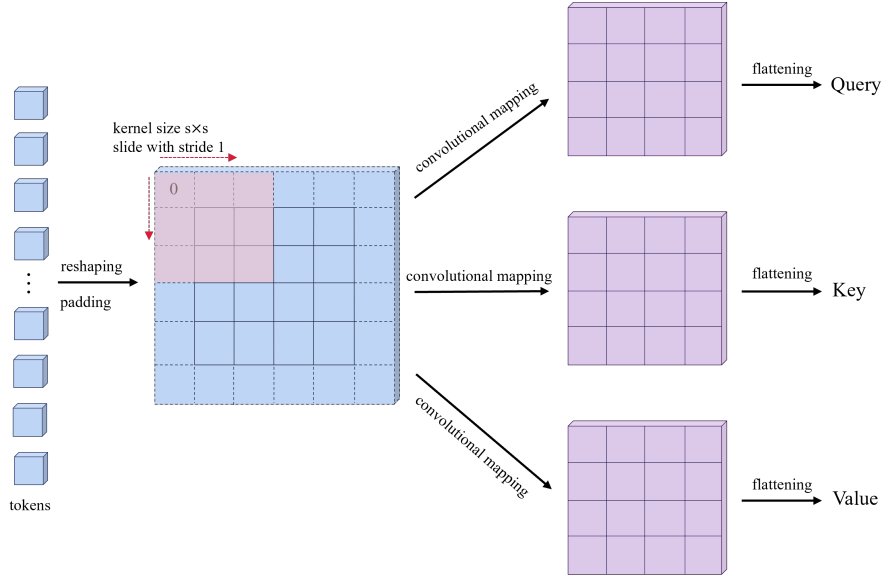 tokens
reshaping
padding
kernel size s×s
slide with stride 1
0
convolutional mapping
convolutional mapping
convolutional mapping
flattening
Query
flattening
Key
flattening
Value